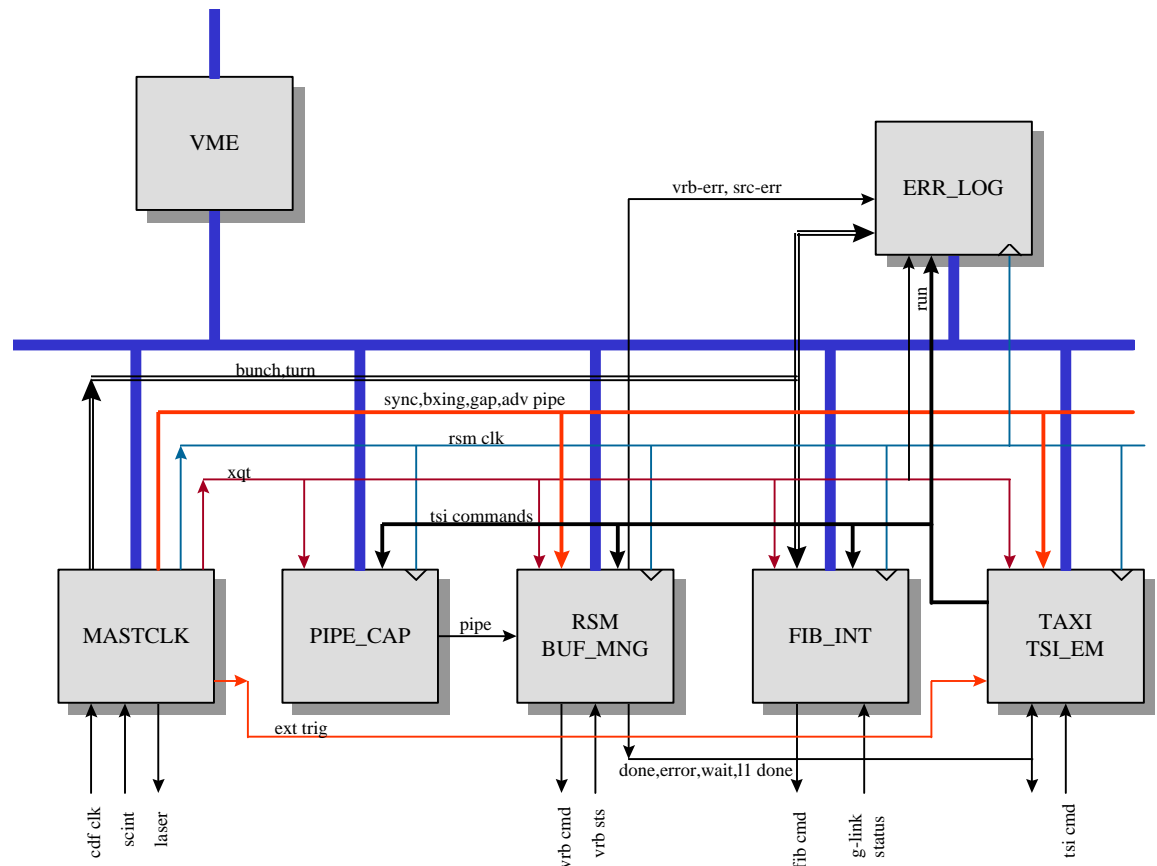 VME
ERR_LOG
vrb-err, src-err
run
bunch,turn
sync,bxing,gap,adv pipe
rsm clk
xqt
tsi commands
MASTCLK
PIPE_CAP
pipe
RSM
BUF_MNG
FIB_INT
TAXI
TSI_EM
ext trig
done,error,wait,l1 done
cdf clk
scint
laser
vrb cmd
vrb sts
fib cmd
g-link
status
tsi cmd